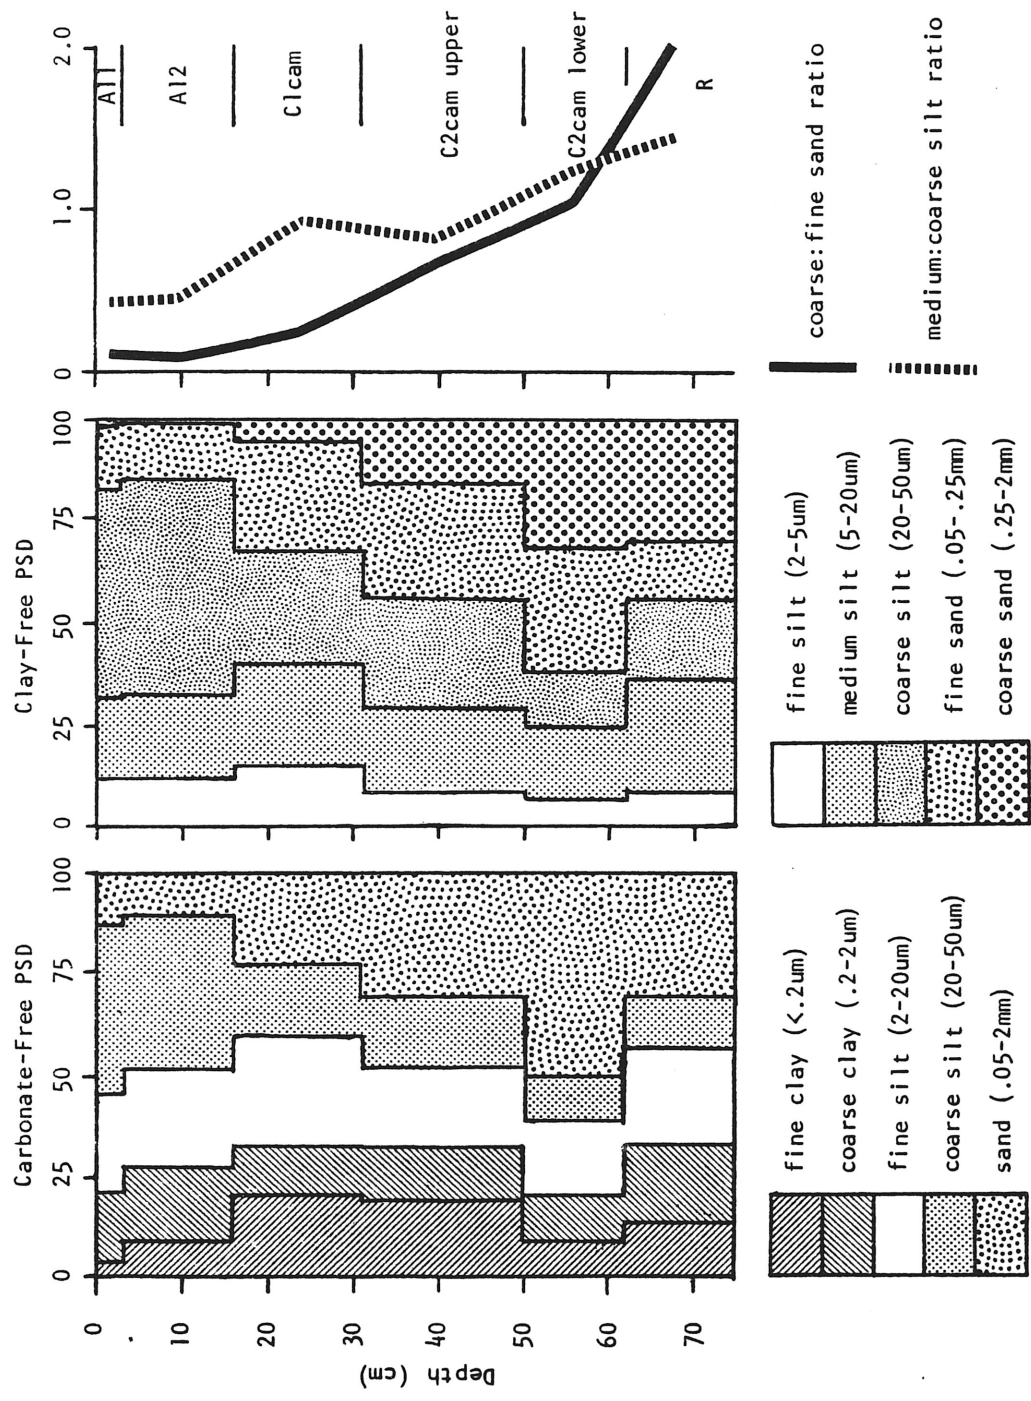 Carbonate-Free PSD
Clay-Free PSD
0 25 50 75 100
0 25 50 75 100
0 1.0 2.0
Depth (cm)
0
10
20
30
40
50
60
70
A11
A12
C1cam
C2cam upper
C2cam lower
R
fine clay (<.2um)
coarse clay (.2-2um)
fine silt (2-20um)
coarse silt (20-50um)
sand (.05-2mm)
fine silt (2-5um)
medium silt (5-20um)
coarse silt (20-50um)
fine sand (.05-.25mm)
coarse sand (.25-2mm)
coarse:fine sand ratio
medium:coarse silt ratio